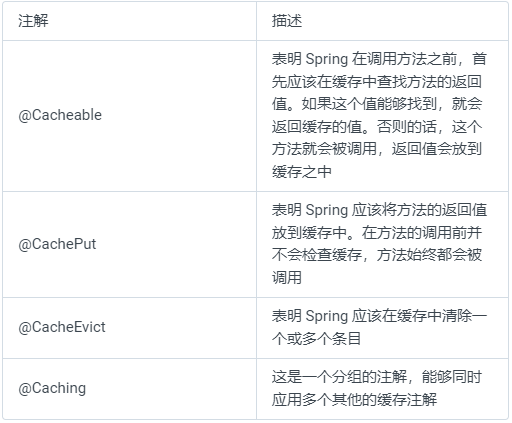 注解
描述
@Cacheable
表明 Spring 在调用方法之前，首
先应该在缓存中查找方法的返回
值。如果这个值能够找到，就会
返回缓存的值。否则的话，这个
方法就会被调用，返回值会放到
缓存之中
@CachePut
表明 Spring 应该将方法的返回值
放到缓存中。在方法的调用前并
不会检查缓存，方法始终都会被
调用
@CacheEvict
表明 Spring 应该在缓存中清除一
个或多个条目
@Caching
这是一个分组的注解，能够同时
应用多个其他的缓存注解